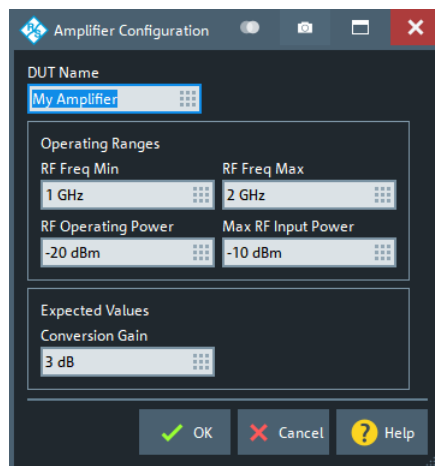 Amplifier Configuration
DUT Name
My Amplifier
Operating Ranges
RF Freq Min RF Freq Max
1 GHz 2 GHz
RF Operating Power Max RF Input Power
-20 dBm -10 dBm
Expected Values
Conversion Gain
3 dB
OK Cancel ? Help